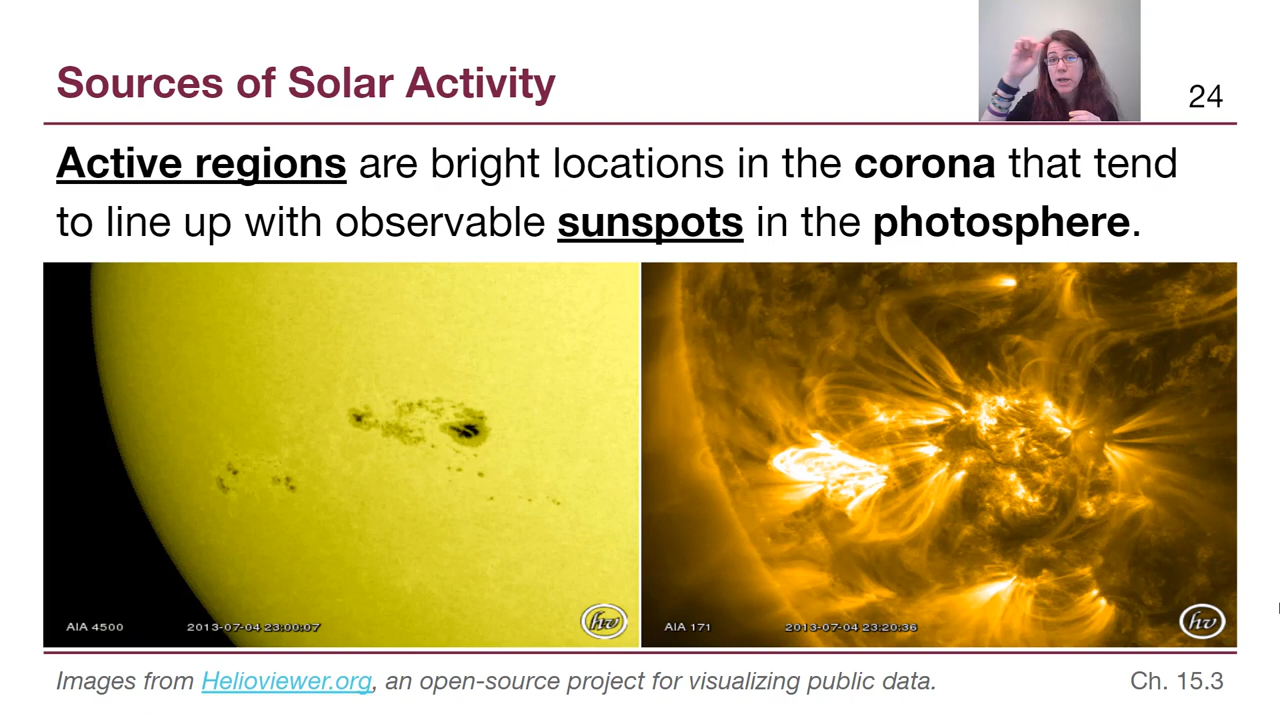 Sources of Solar Activity
24
Active regions are bright locations in the corona that tend
to line up with observable sunspots in the photosphere.
AIA 4500 2013-07-04 23:00:07
hv
AIA 171 2013-07-04 23:20:36
hv
Images from Helioviewer.org, an open-source project for visualizing public data.
Ch. 15.3